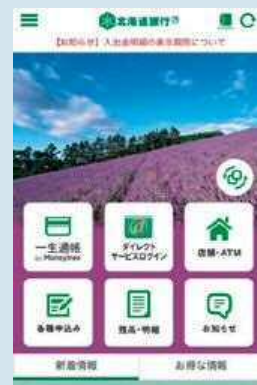 北海道銀行
【お知らせ】入出金明細の表示期間について
一生通帳
by Moneytree
ダイレクト
サービスログイン
店舗・ATM
各種申込み
残高・明細
お知らせ
新着情報
お得な情報